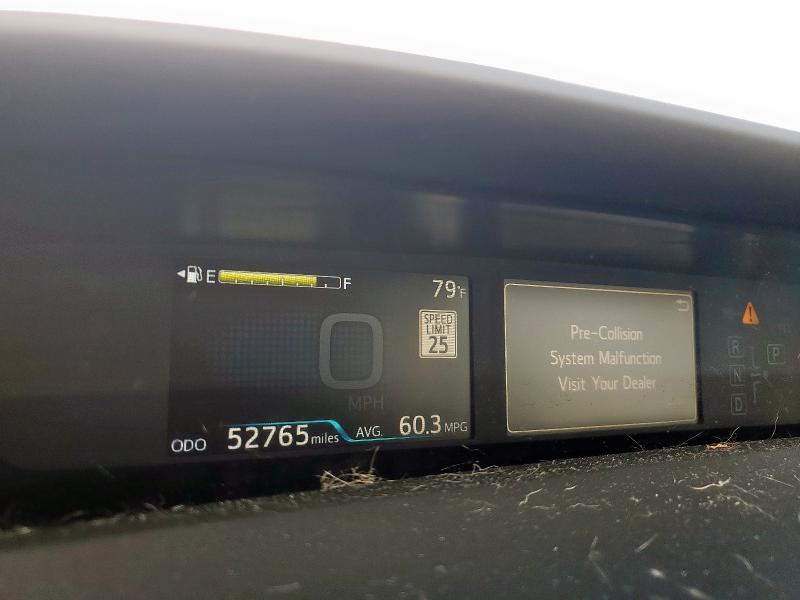 E F
79°F
SPEED
LIMIT
25
0
MPH
ODO 52765 miles AVG. 60.3 MPG
Pre-Collision
System Malfunction
Visit Your Dealer
R
P
N
D